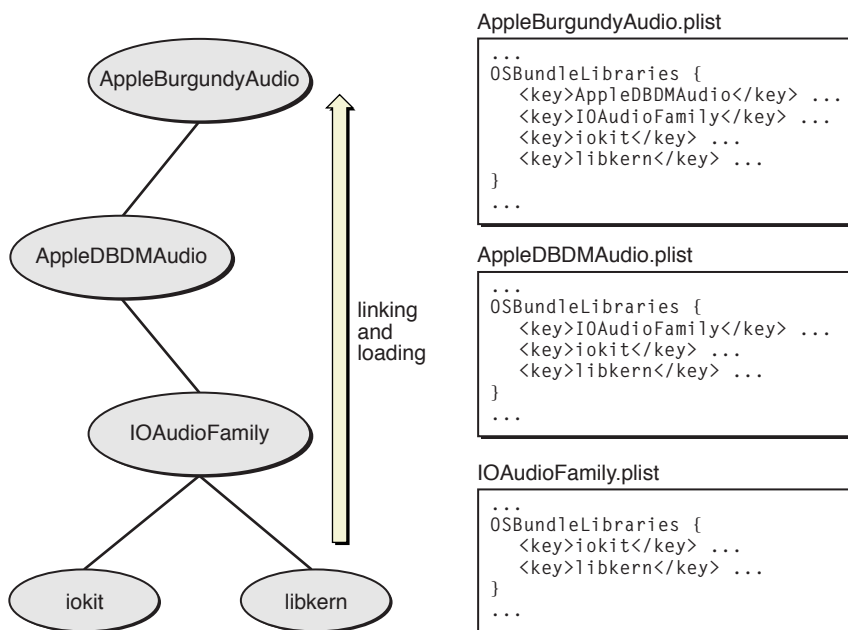 AppleBurgundyAudio
AppleDBDMAudio
IOAudioFamily
iokit
libkern
linking
and
loading
AppleBurgundyAudio.plist
...
OSBundleLibraries {
<key>AppleDBDMAudio</key> ...
<key>IOAudioFamily</key> ...
<key>iokit</key> ...
<key>libkern</key> ...
}
...
AppleDBDMAudio.plist
...
OSBundleLibraries {
<key>IOAudioFamily</key> ...
<key>iokit</key> ...
<key>libkern</key> ...
}
...
IOAudioFamily.plist
...
OSBundleLibraries {
<key>iokit</key> ...
<key>libkern</key> ...
}
...